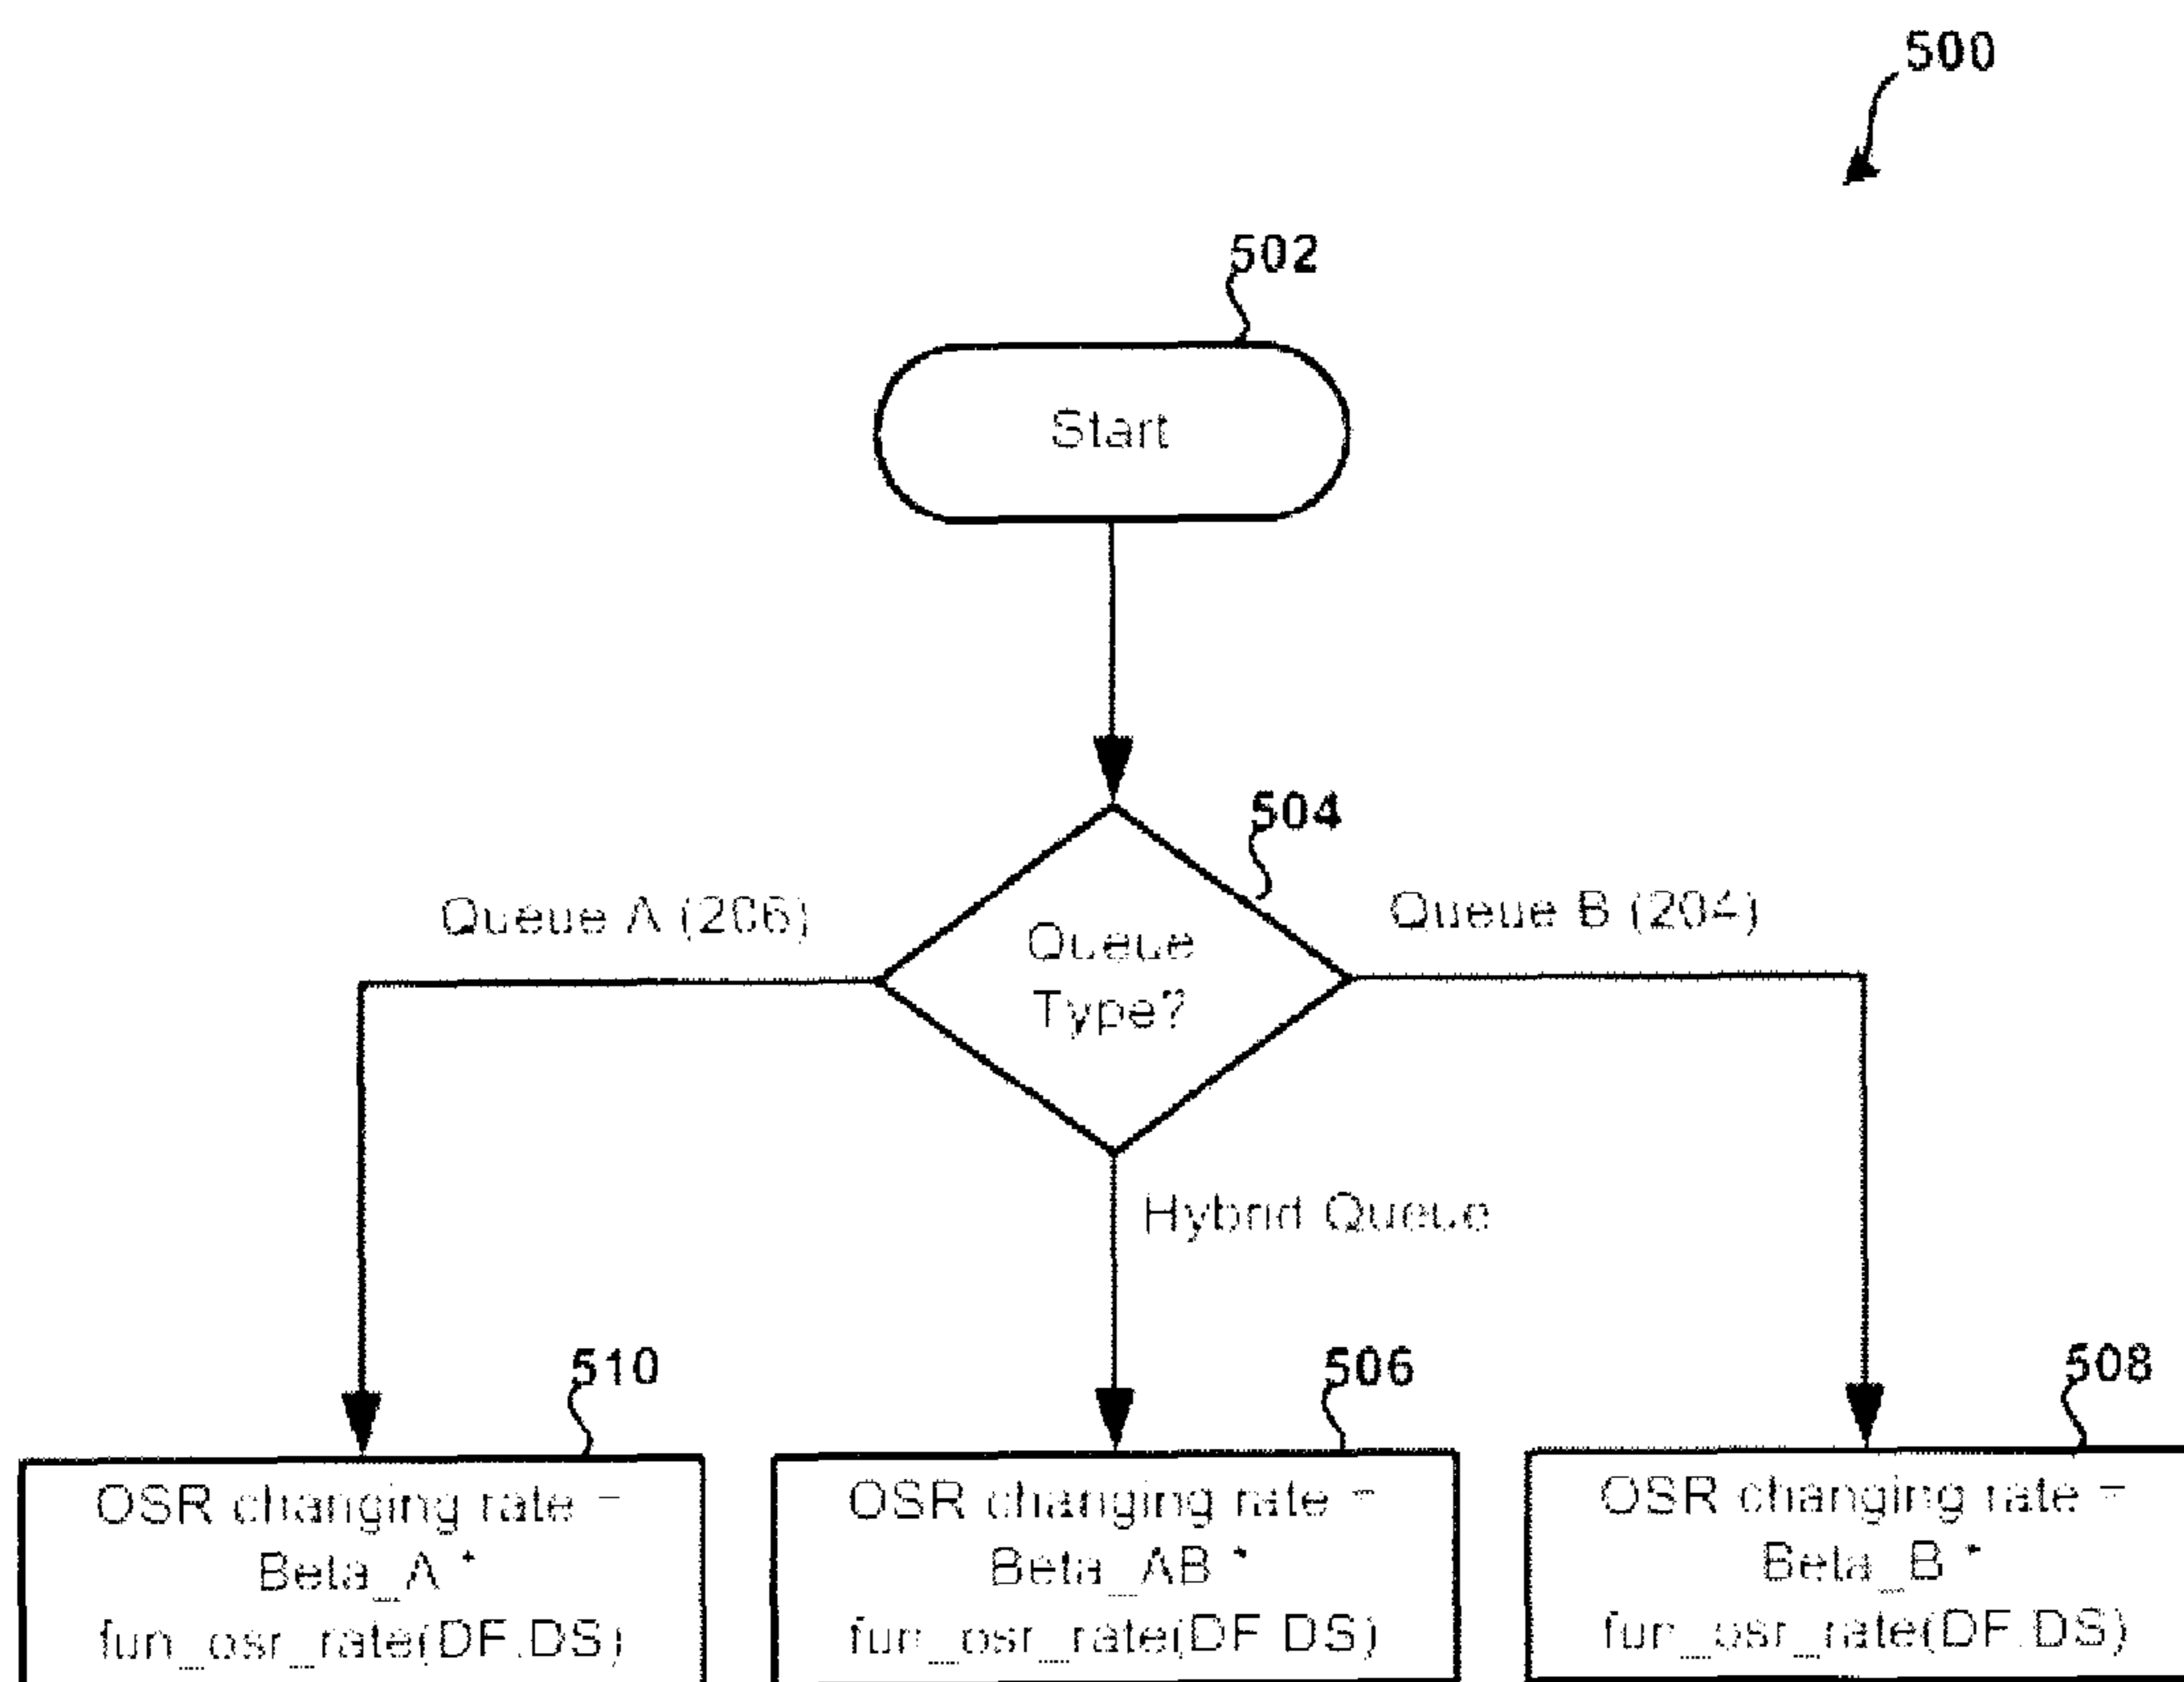 500
502
Start
504
Queue A (206)
Queue B (204)
Queue
Type?
Hybrid Queue
510
506
508
OSR changing rate =
Beta_A *
fun_osr_rate(DF,DS)
OSR changing rate =
Beta_AB *
fun_osr_rate(DF,DS)
OSR changing rate =
Beta_B *
fun_osr_rate(DF,DS)